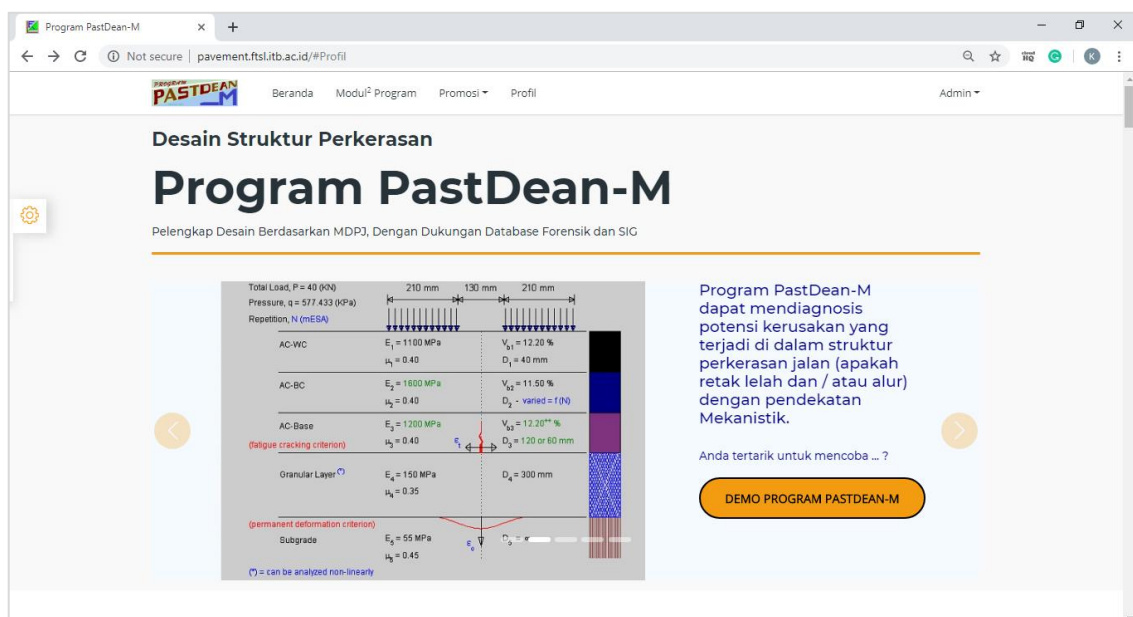 Program PastDean-M
Not secure | pavement.ftsl.itb.ac.id/#Profil
PROGRAM
PASTDEAN
_M
Beranda Modul² Program Promosi Profil Admin
Desain Struktur Perkerasan
Program PastDean-M
Pelengkap Desain Berdasarkan MDPJ, Dengan Dukungan Database Forensik dan SIG
Total Load, P = 40 (KN) 210 mm 130 mm 210 mm
Pressure, q = 577.433 (KPa)
Repetition, N (mESA)
AC-WC E1 = 1100 MPa Vb1 = 12.20 %
μ1 = 0.40 D1 = 40 mm
AC-BC E2 = 1600 MPa Vb2 = 11.50 %
μ2 = 0.40 D2 - varied = f (N)
AC-Base E3 = 1200 MPa Vb3 = 12.20** %
(fatigue cracking criterion) μ3 = 0.40 εt D3 = 120 or 60 mm
Granular Layer(*) E4 = 150 MPa D4 = 300 mm
μ4 = 0.35
(permanent deformation criterion)
Subgrade E5 = 55 MPa εc D5 =
μ5 = 0.45
(*) = can be analyzed non-linearly
Program PastDean-M
dapat mendiagnosis
potensi kerusakan yang
terjadi di dalam struktur
perkerasan jalan (apakah
retak lelah dan / atau alur)
dengan pendekatan
Mekanistik.
Anda tertarik untuk mencoba ... ?
DEMO PROGRAM PASTDEAN-M